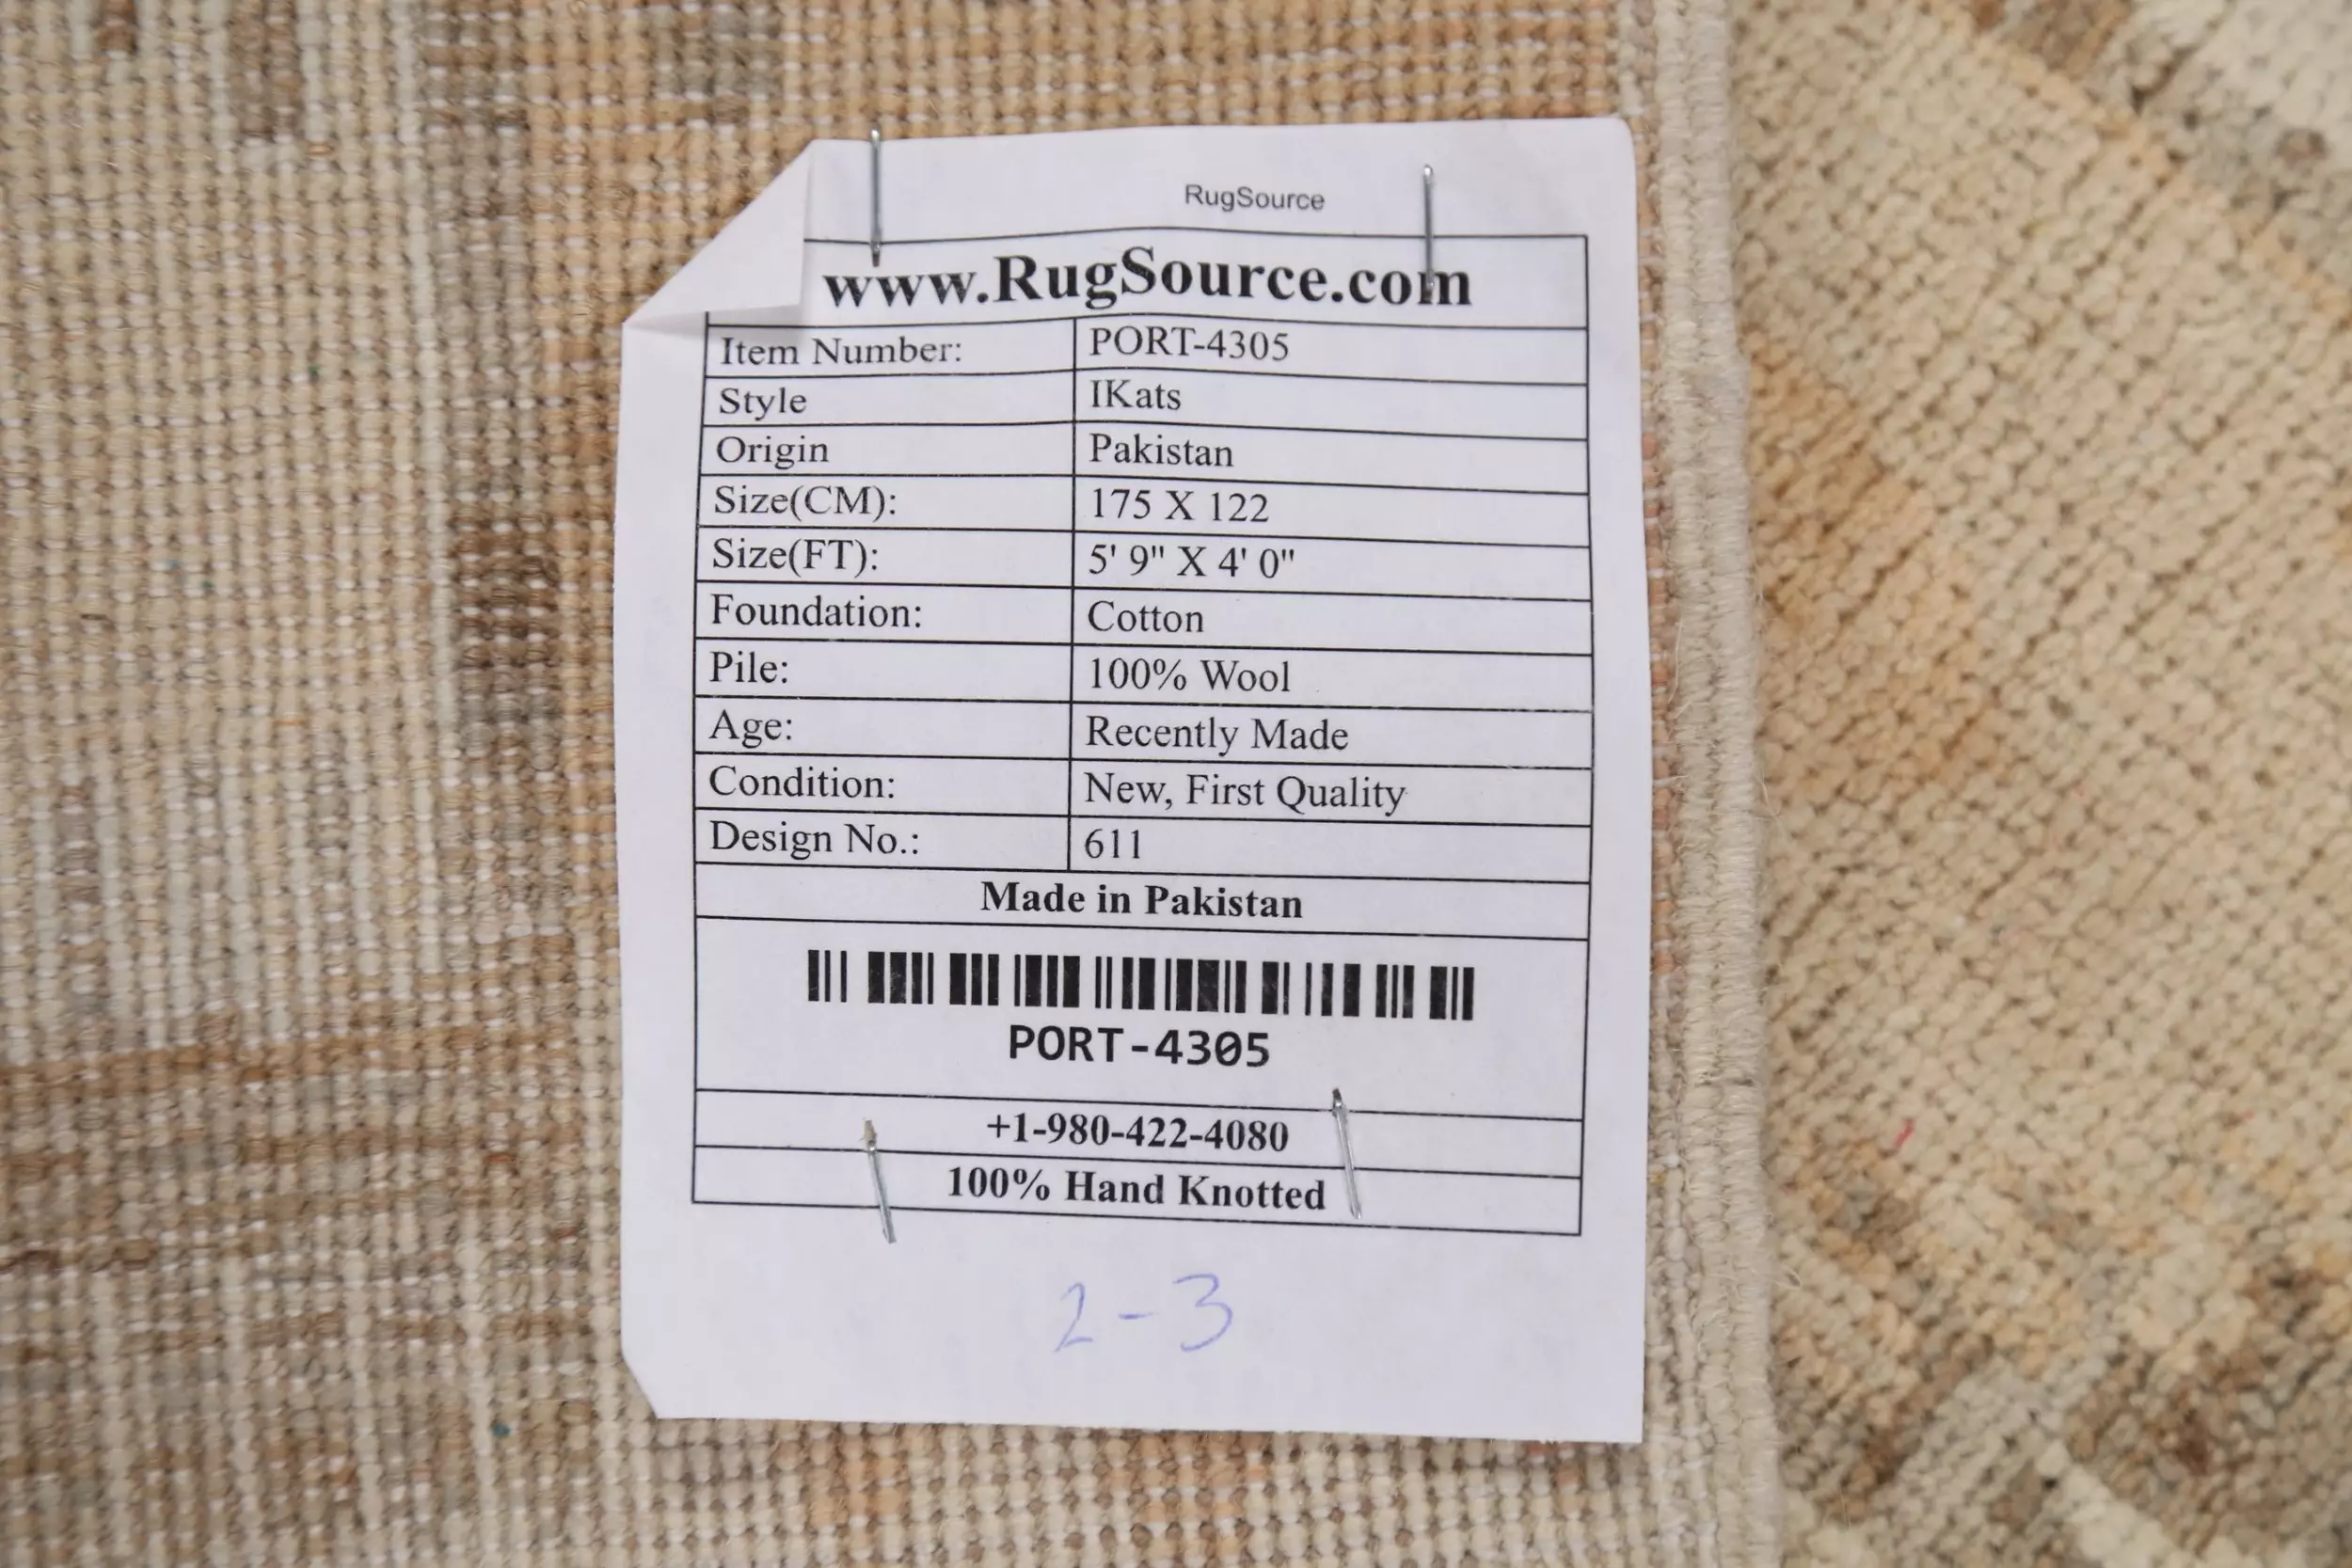 RugSource
www.RugSource.com
Item Number: PORT-4305
Style IKats
Origin Pakistan
Size(CM): 175 X 122
Size(FT): 5' 9" X 4' 0"
Foundation: Cotton
Pile: 100% Wool
Age: Recently Made
Condition: New, First Quality
Design No.: 611
Made in Pakistan
PORT-4305
+1-980-422-4080
100% Hand Knotted
2-3